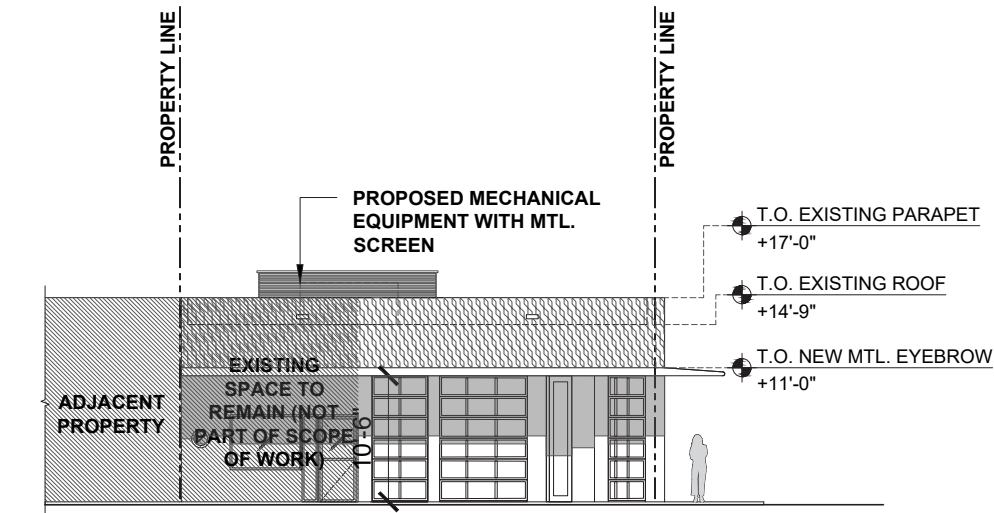 PROPERTY LINE
PROPERTY LINE
PROPOSED MECHANICAL
EQUIPMENT WITH MTL.
SCREEN
T.O. EXISTING PARAPET
+17'-0"
T.O. EXISTING ROOF
+14'-9"
T.O. NEW MTL. EYEBROW
+11'-0"
ADJACENT
PROPERTY
EXISTING
SPACE TO
REMAIN (NOT
PART OF SCOPE
OF WORK)
10'-6"